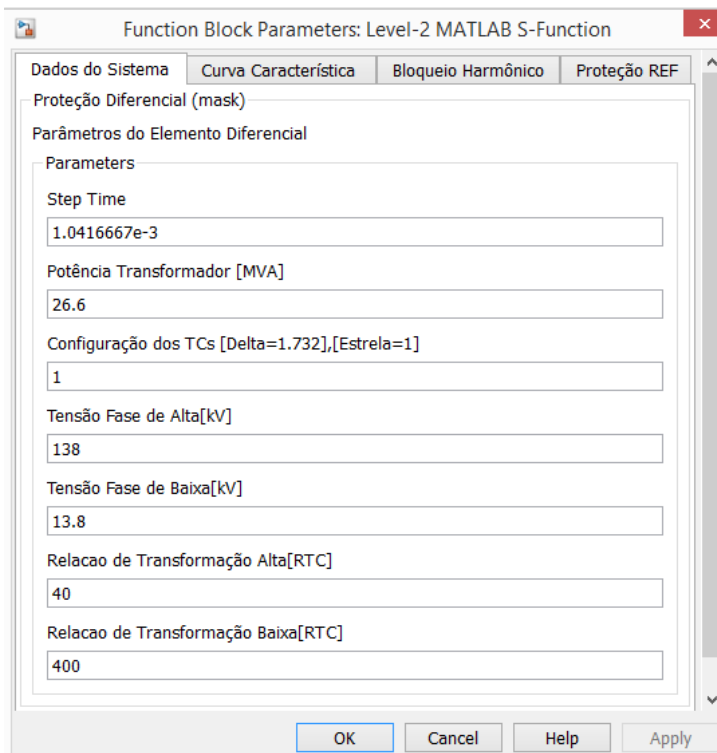 Function Block Parameters: Level-2 MATLAB S-Function
Dados do Sistema Curva Característica Bloqueio Harmônico Proteção REF
Proteção Diferencial (mask)
Parâmetros do Elemento Diferencial
Parameters
Step Time
1.0416667e-3
Potência Transformador [MVA]
26.6
Configuração dos TCs [Delta=1.732],[Estrela=1]
1
Tensão Fase de Alta[kV]
138
Tensão Fase de Baixa[kV]
13.8
Relacao de Transformação Alta[RTC]
40
Relacao de Transformação Baixa[RTC]
400
OK Cancel Help Apply